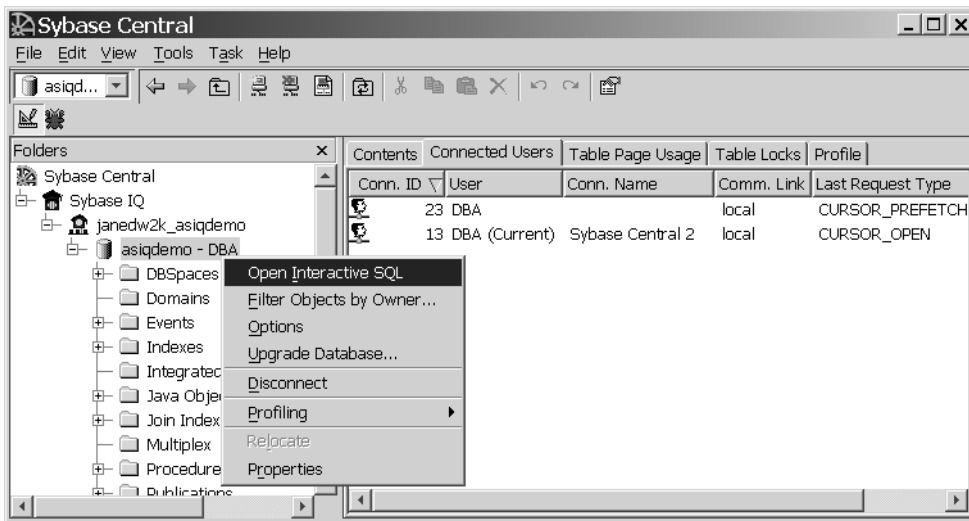 Sybase Central
File Edit View Tools Task Help
asiqd...
Folders x
Contents Connected Users Table Page Usage Table Locks Profile
Sybase Central
Conn. ID User Conn. Name Comm. Link Last Request Type
Sybase IQ
23 DBA local CURSOR_PREFETCH
janedw2k_asiqdemo
13 DBA (Current) Sybase Central 2 local CURSOR_OPEN
asiqdemo - DBA
DBSpaces
Open Interactive SQL
Domains
Filter Objects by Owner...
Events
Options
Indexes
Upgrade Database...
Integrated
Disconnect
Java Obje
Profiling
Join Index
Relocate
Multiplex
Properties
Procedure
Publications